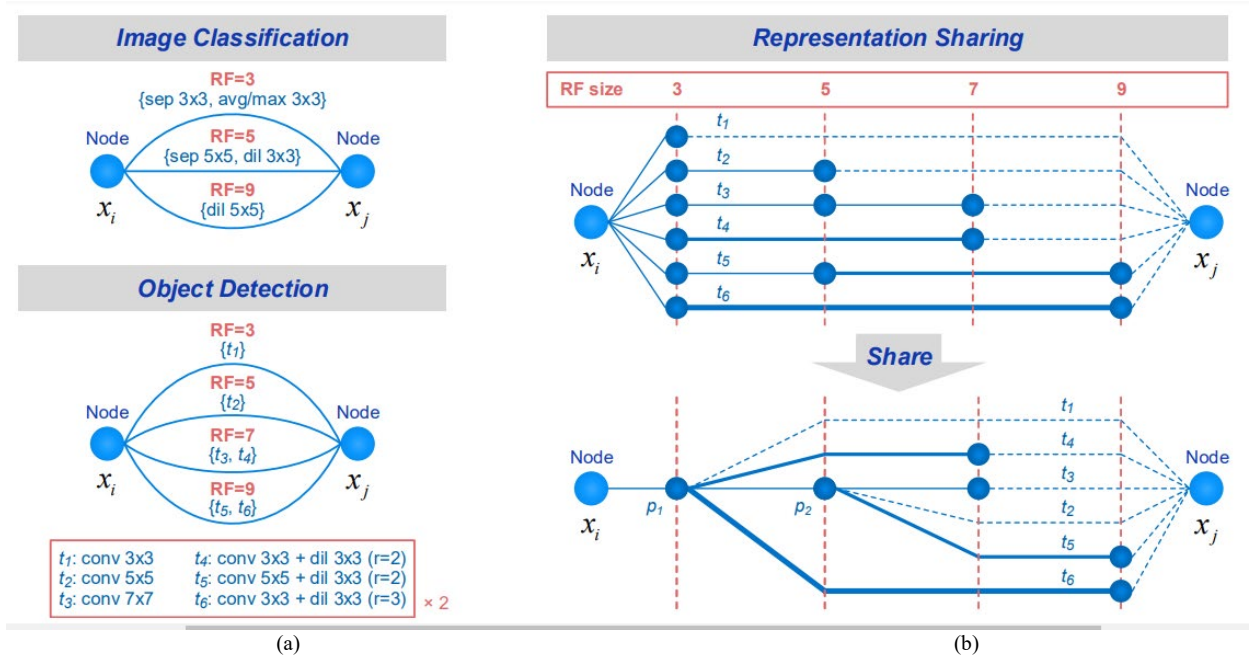 Image Classification
RF=3
{sep 3x3, avg/max 3x3}
Node
RF=5
Node
{sep 5x5, dil 3x3}
RF=9
{dil 5x5}
x_i
x_j
Object Detection
RF=3
{t1}
RF=5
{t2}
Node
Node
RF=7
{t3, t4}
x_i
x_j
RF=9
{t5, t6}
t1: conv 3x3
t4: conv 3x3 + dil 3x3 (r=2)
t2: conv 5x5
t5: conv 5x5 + dil 3x3 (r=2)
t3: conv 7x7
t6: conv 3x3 + dil 3x3 (r=3)
× 2
(a)
Representation Sharing
RF size 3 5 7 9
t1
t2
Node
t3
Node
t4
x_i
t5
x_j
t6
Share
t1
t4
Node
t3
Node
p1
p2
t2
x_i
t5
x_j
t6
(b)